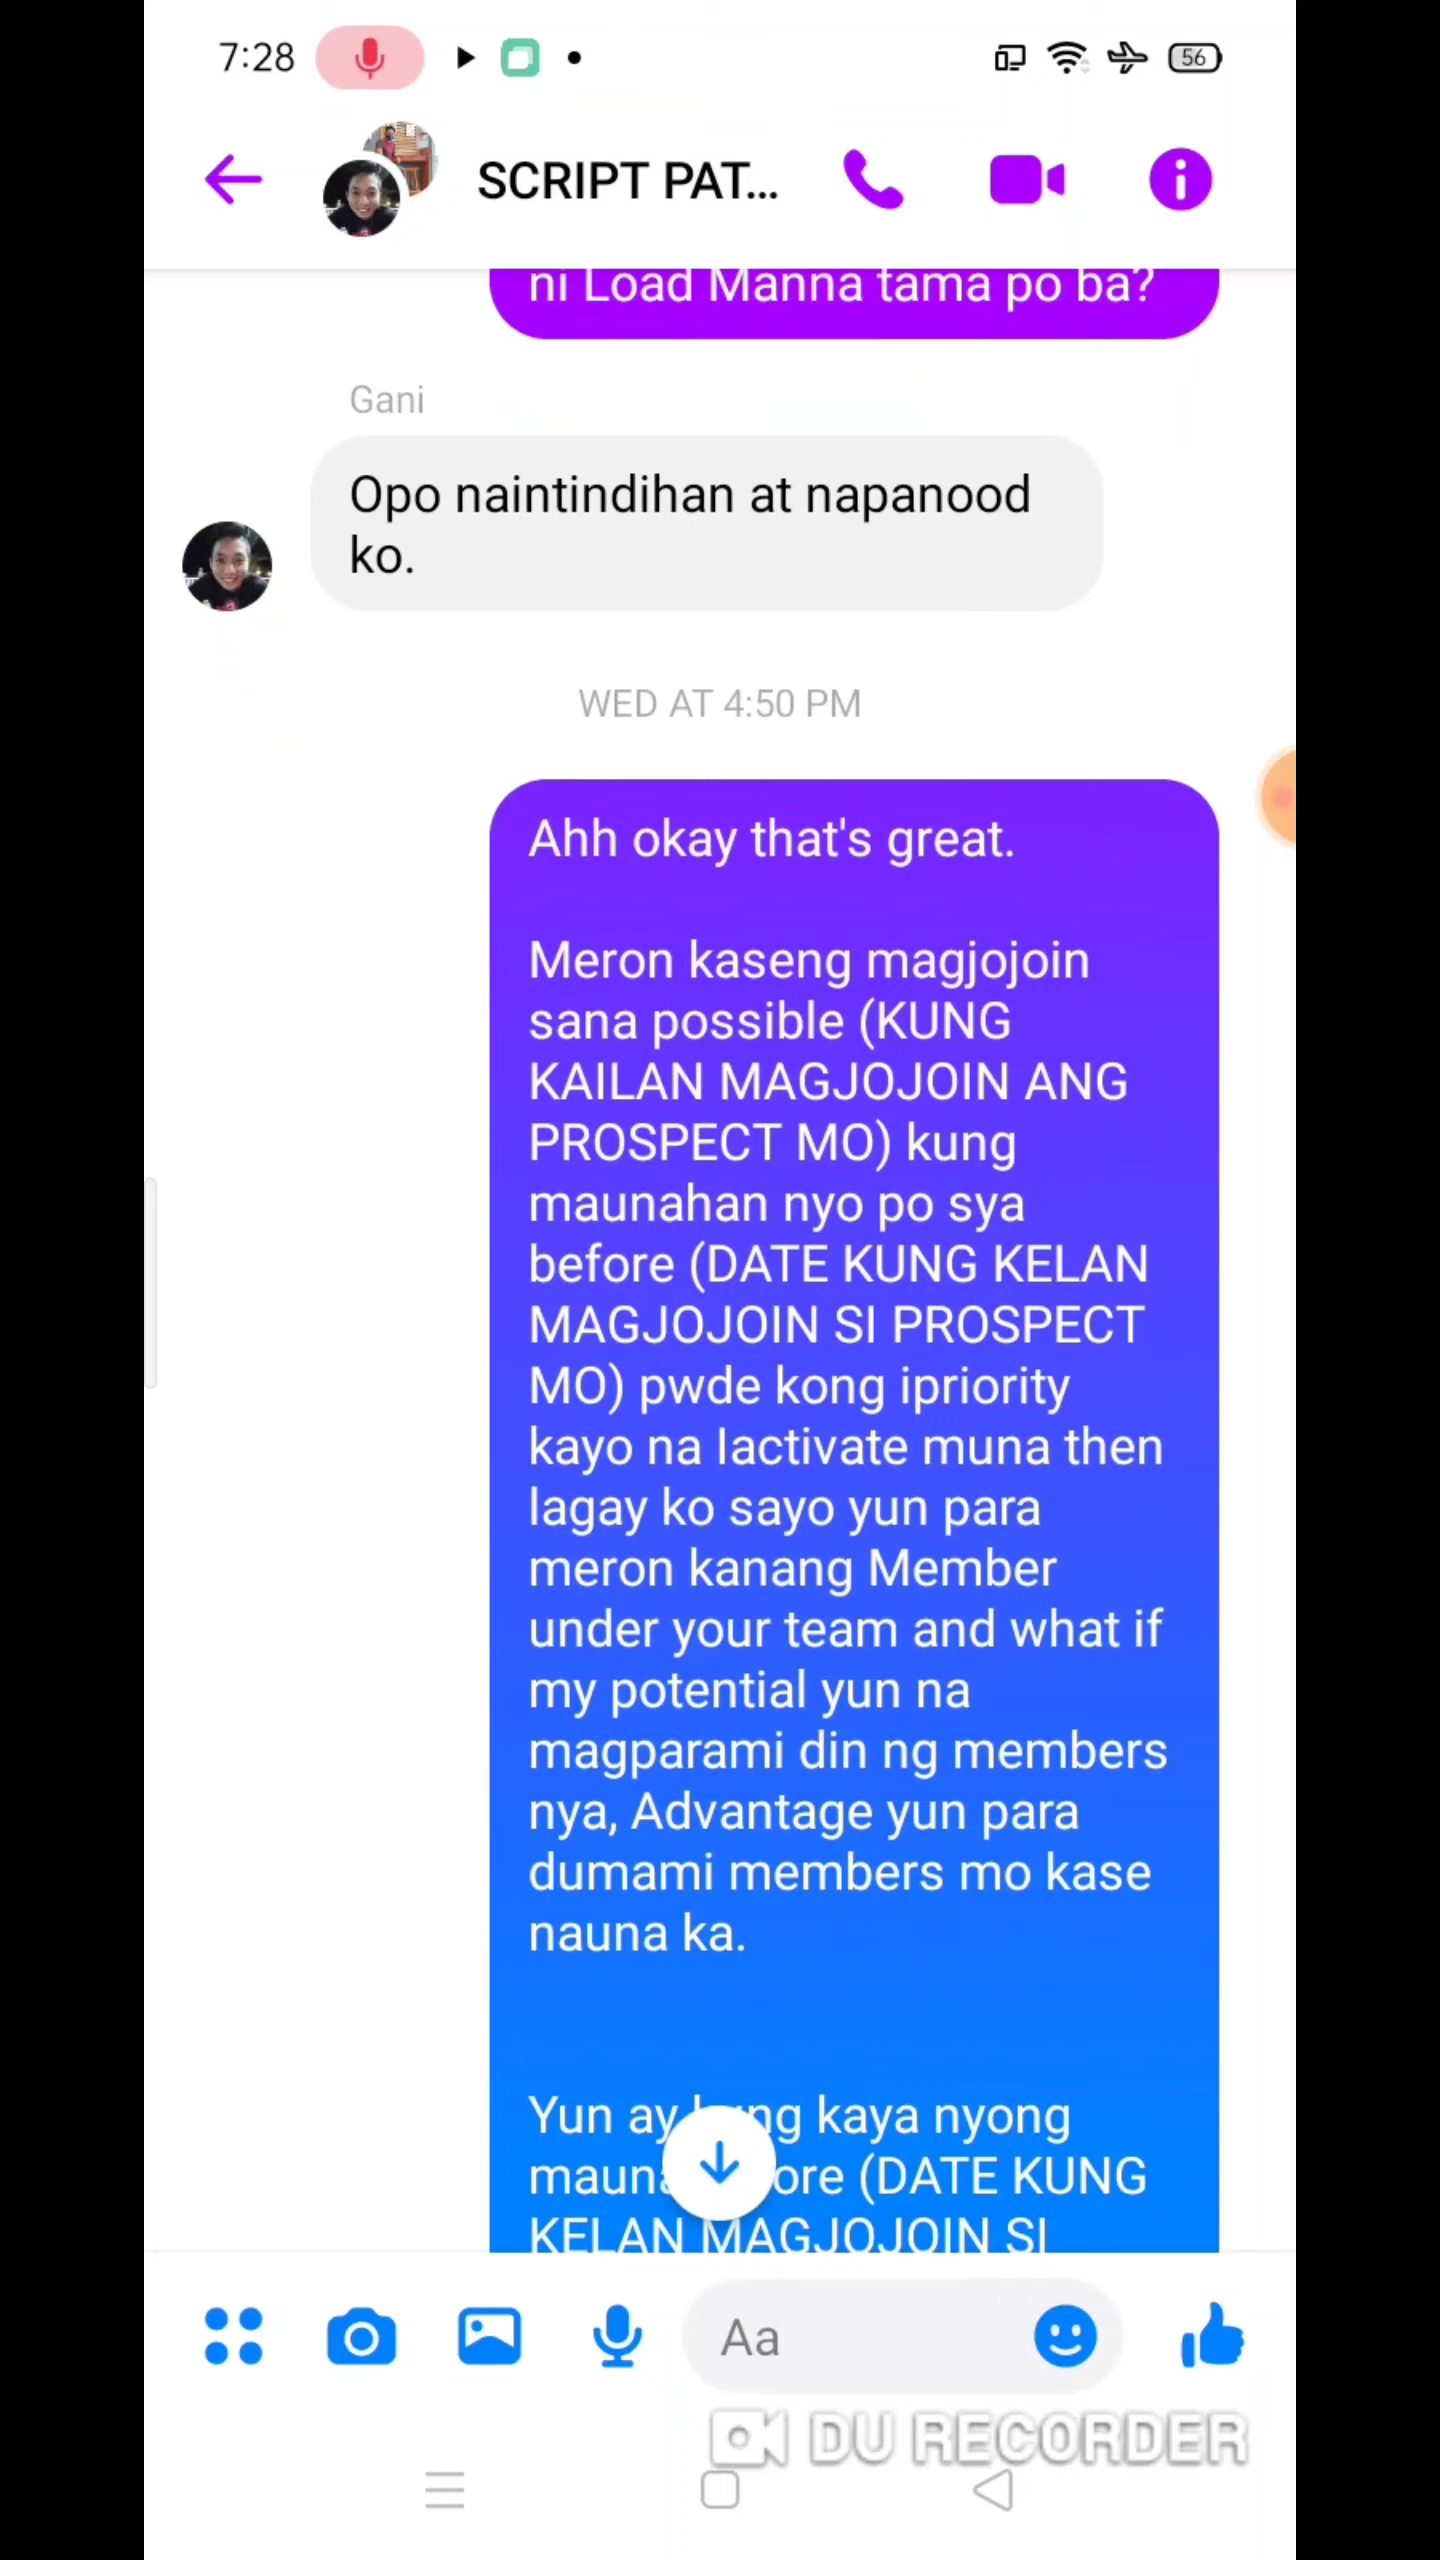 7:28
56
SCRIPT PAT...
ni Load Manna tama po ba?
Gani
Opo naintindihan at napanood
ko.
WED AT 4:50 PM
Ahh okay that's great.
Meron kaseng magjojoin
sana possible (KUNG
KAILAN MAGJOJOIN ANG
PROSPECT MO) kung
maunahan nyo po sya
before (DATE KUNG KELAN
MAGJOJOIN SI PROSPECT
MO) pwde kong ipriority
kayo na Iactivate muna then
lagay ko sayo yun para
meron kanang Member
under your team and what if
my potential yun na
magparami din ng members
nya, Advantage yun para
dumami members mo kase
nauna ka.
Yun ay kaya nyong
(DATE KUNG
KELAN MAGJOJOIN SI
Aa
DU RECORDER